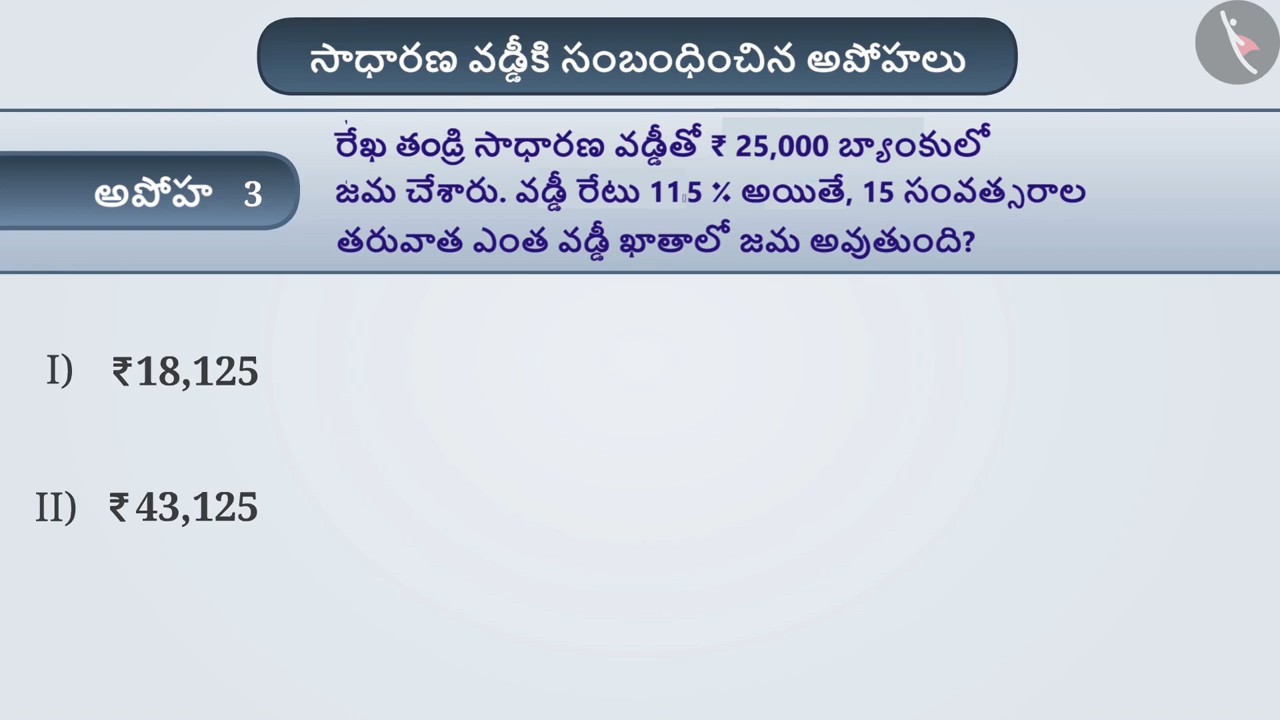 సాధారణ వడ్డీకి సంబంధించిన అపోహలు
అపోహ 3
రేఖ తండ్రి సాధారణ వడ్డీతో ₹ 25,000 బ్యాంకులో
జమ చేశారు. వడ్డీ రేటు 11.5 % అయితే, 15 సంవత్సరాల
తరువాత ఎంత వడ్డీ ఖాతాలో జమ అవుతుంది?
I) ₹18,125
II) ₹43,125